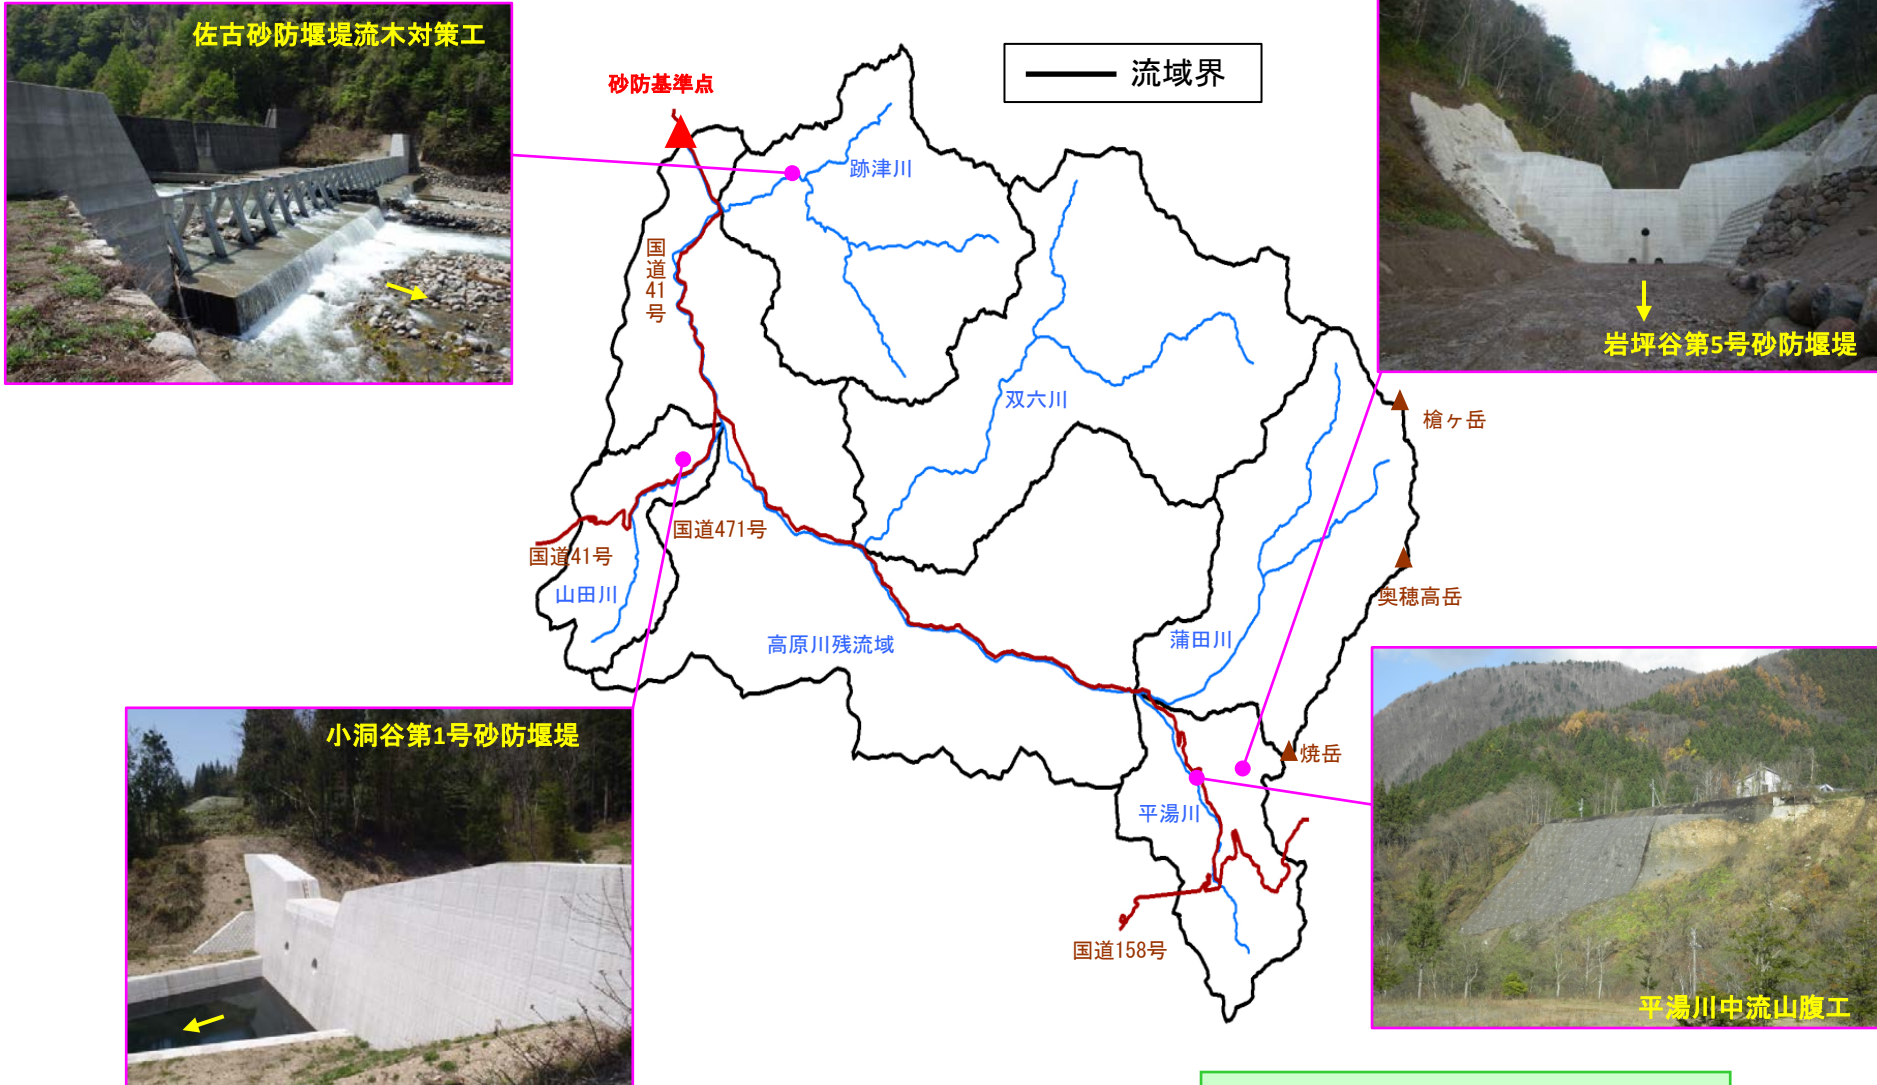 佐古砂防堰堤流木対策工
砂防基準点
流域界
跡津川
国道41号
岩坪谷第5号砂防堰堤
双六川
槍ヶ岳
国道471号
国道41号
山田川
奥穂高岳
高原川残流域
蒲田川
小洞谷第1号砂防堰堤
焼岳
平湯川
国道158号
平湯川中流山腹工